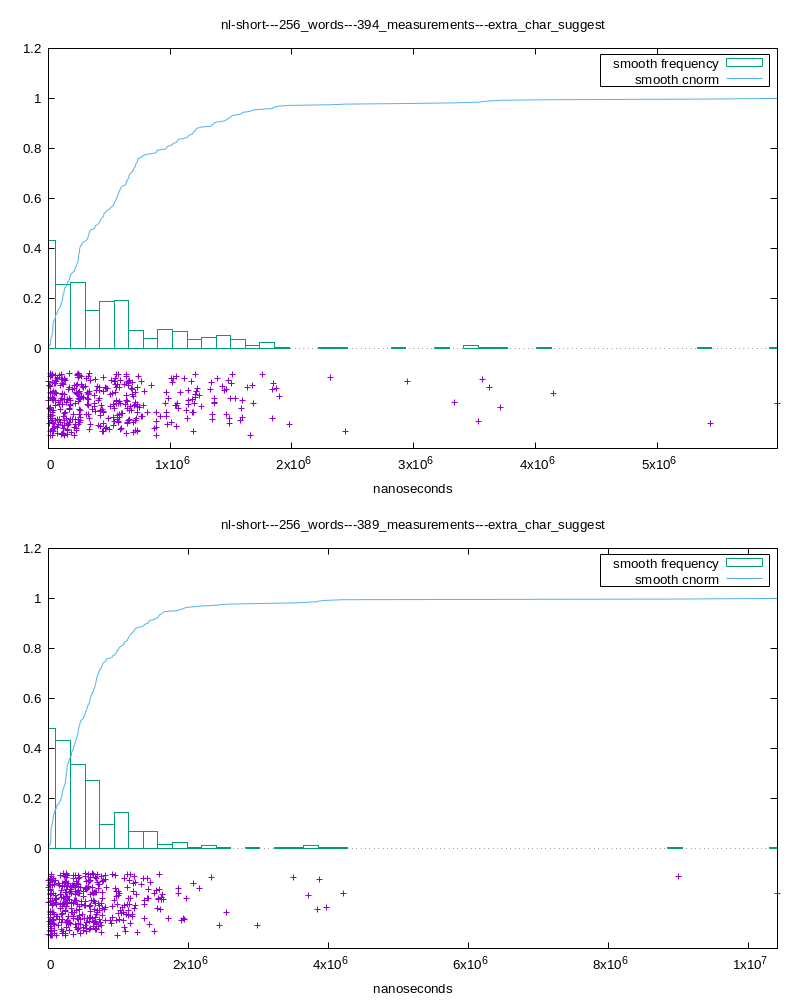 nl-short---256_words---394_measurements---extra_char_suggest
1.2
smooth frequency
smooth cnorm
1
0.8
0.6
0.4
0.2
0
0 1x10^6 2x10^6 3x10^6 4x10^6 5x10^6
nanoseconds
nl-short---256_words---389_measurements---extra_char_suggest
1.2
smooth frequency
smooth cnorm
1
0.8
0.6
0.4
0.2
0
0 2x10^6 4x10^6 6x10^6 8x10^6 1x10^7
nanoseconds